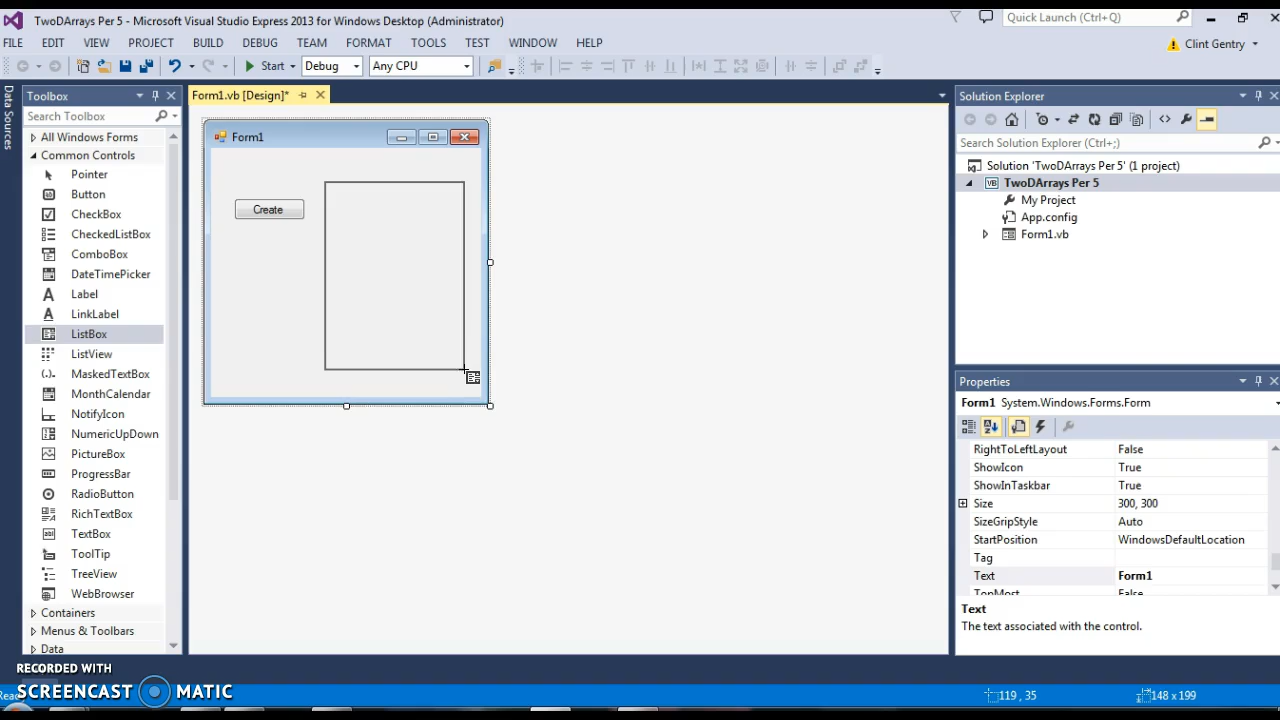 TwoDArrays Per 5 - Microsoft Visual Studio Express 2013 for Windows Desktop (Administrator)
Quick Launch (Ctrl+Q)
FILE EDIT VIEW PROJECT BUILD DEBUG TEAM FORMAT TOOLS TEST WINDOW HELP
Clint Gentry
Start Debug Any CPU
Data Sources
Toolbox
Search Toolbox
All Windows Forms
Common Controls
Pointer
Button
CheckBox
CheckedListBox
ComboBox
DateTimePicker
Label
LinkLabel
ListBox
ListView
MaskedTextBox
MonthCalendar
NotifyIcon
NumericUpDown
PictureBox
ProgressBar
RadioButton
RichTextBox
TextBox
ToolTip
TreeView
WebBrowser
Containers
Menus & Toolbars
Data
Form1.vb [Design]*
Form1
Create
Solution Explorer
Search Solution Explorer (Ctrl+;)
Solution 'TwoDArrays Per 5' (1 project)
TwoDArrays Per 5
My Project
App.config
Form1.vb
Properties
Form1 System.Windows.Forms.Form
RightToLeftLayout False
ShowIcon True
ShowInTaskbar True
Size 300, 300
SizeGripStyle Auto
StartPosition WindowsDefaultLocation
Tag
Text Form1
TopMost False
Text
The text associated with the control.
RECORDED WITH
SCREENCAST MATIC
119 , 35
148 x 199